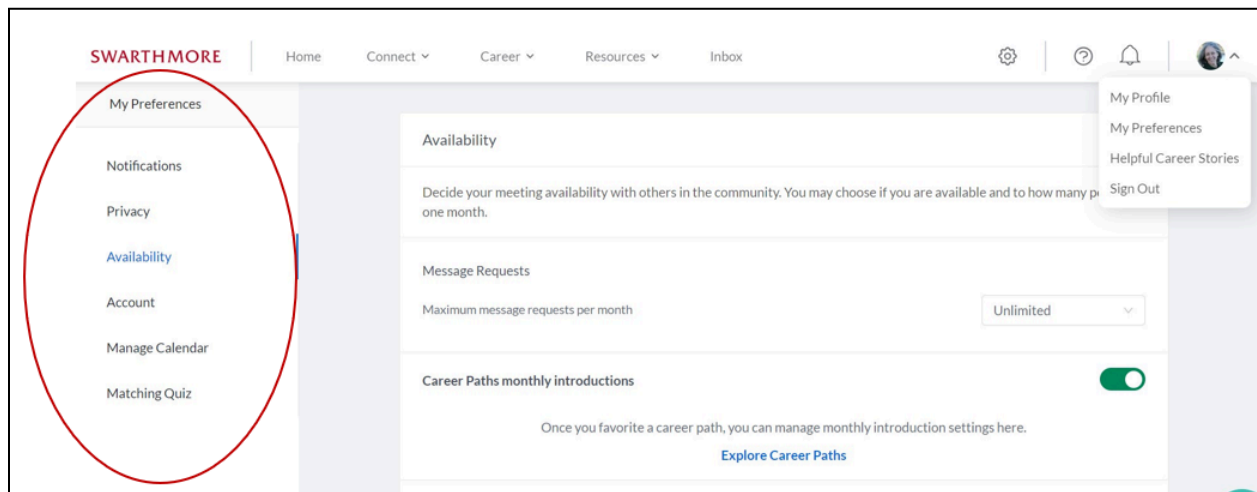 SWARTHMORE
Home
Connect
Career
Resources
Inbox
My Profile
My Preferences
Helpful Career Stories
Sign Out
My Preferences
Notifications
Privacy
Availability
Account
Manage Calendar
Matching Quiz
Availability
Decide your meeting availability with others in the community. You may choose if you are available and to how many
one month.
Message Requests
Maximum message requests per month
Unlimited
Career Paths monthly introductions
Once you favorite a career path, you can manage monthly introduction settings here.
Explore Career Paths